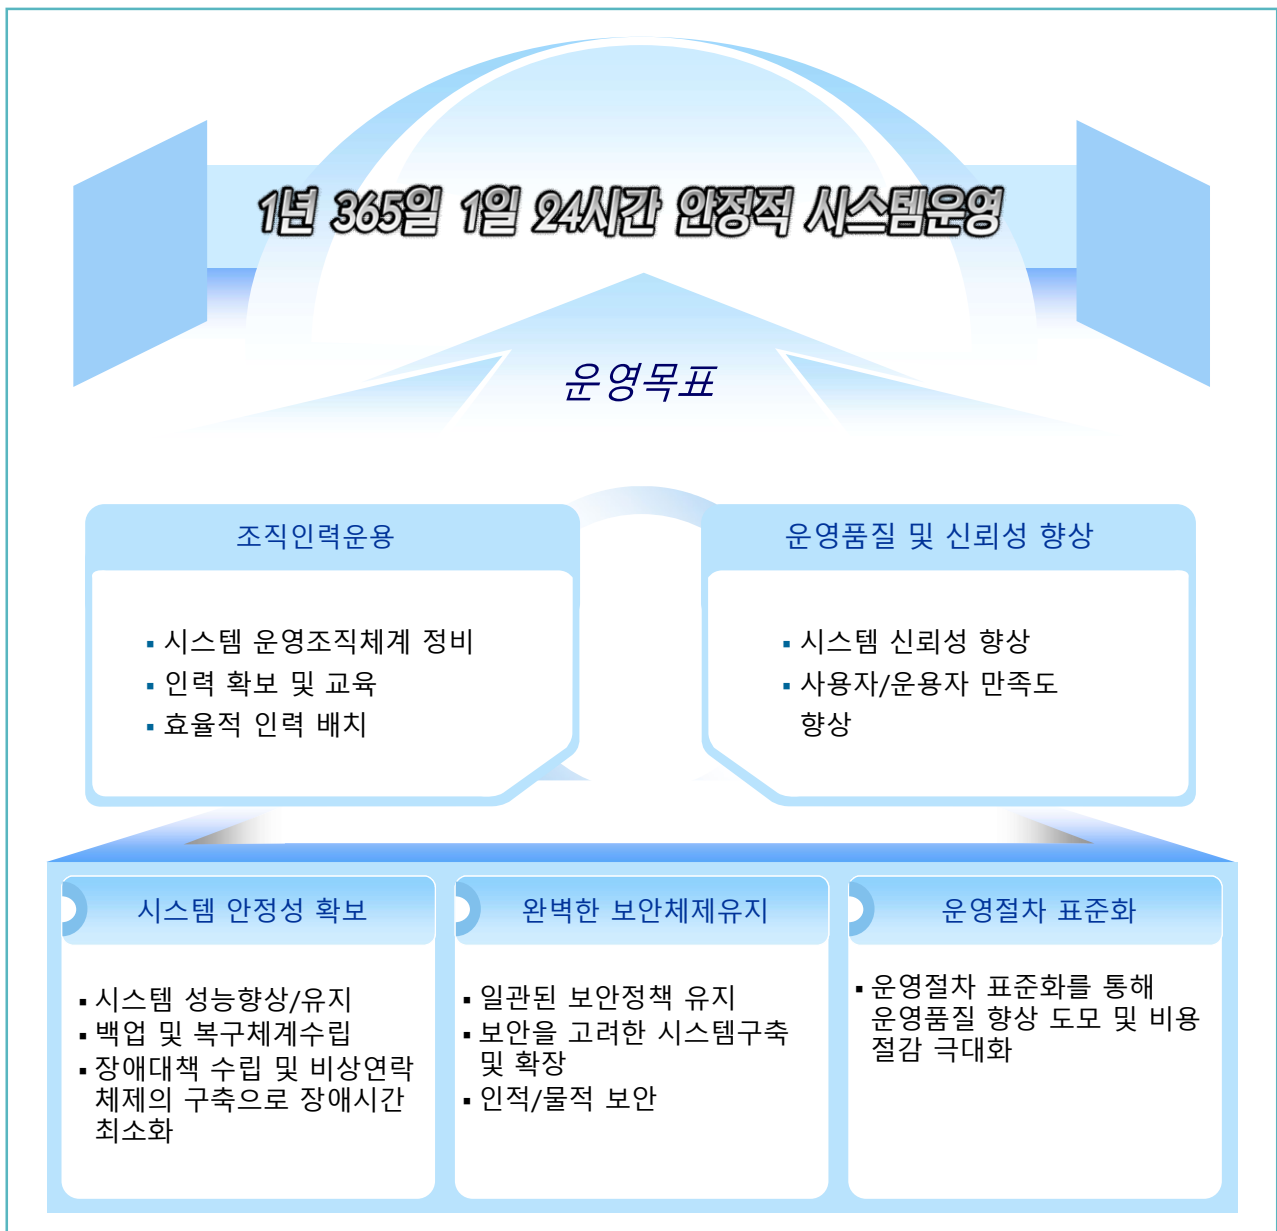 1년 365일 1일 24시간 안정적 시스템운영
운영목표
조직인력운용
▪ 시스템 운영조직체계 정비
▪ 인력 확보 및 교육
▪ 효율적 인력 배치
운영품질 및 신뢰성 향상
▪ 시스템 신뢰성 향상
▪ 사용자/운용자 만족도
향상
시스템 안정성 확보
▪ 시스템 성능향상/유지
▪ 백업 및 복구체계수립
▪ 장애대책 수립 및 비상연락
체제의 구축으로 장애시간
최소화
완벽한 보안체제유지
▪ 일관된 보안정책 유지
▪ 보안을 고려한 시스템구축
및 확장
▪ 인적/물적 보안
운영절차 표준화
▪ 운영절차 표준화를 통해
운영품질 향상 도모 및 비용
절감 극대화